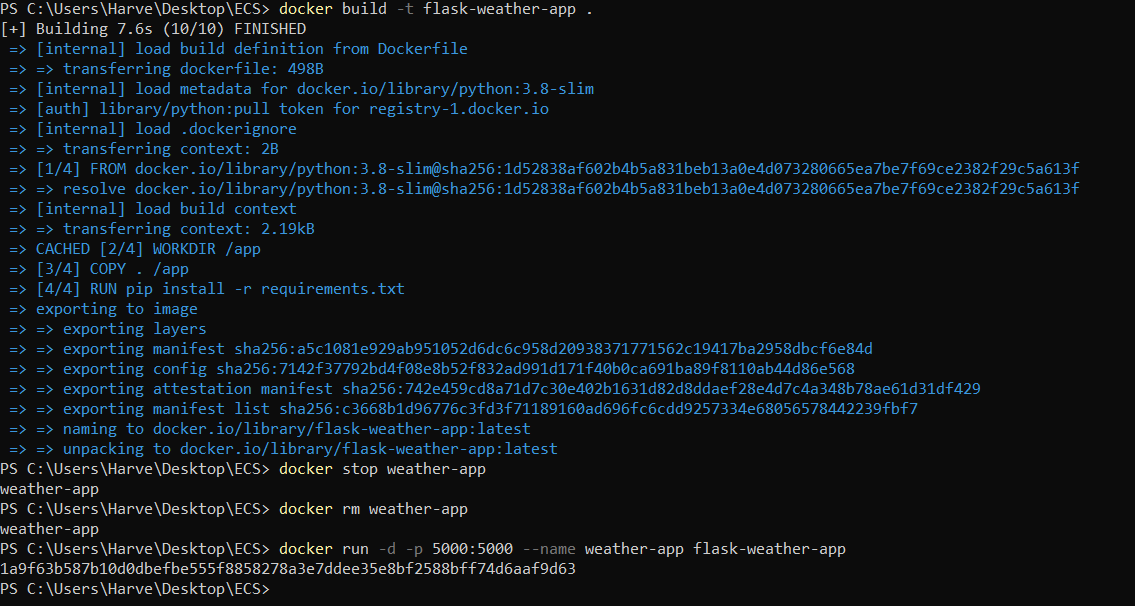 PS C:\Users\Harve\Desktop\ECS> docker build -t flask-weather-app .
[+] Building 7.6s (10/10) FINISHED
=> [internal] load build definition from Dockerfile
=> => transferring dockerfile: 498B
=> [internal] load metadata for docker.io/library/python:3.8-slim
=> [auth] library/python:pull token for registry-1.docker.io
=> [internal] load .dockerignore
=> => transferring context: 2B
=> [1/4] FROM docker.io/library/python:3.8-slim@sha256:1d52838af602b4b5a831beb13a0e4d073280665ea7be7f69ce2382f29c5a613f
=> => resolve docker.io/library/python:3.8-slim@sha256:1d52838af602b4b5a831beb13a0e4d073280665ea7be7f69ce2382f29c5a613f
=> [internal] load build context
=> => transferring context: 2.19kB
=> CACHED [2/4] WORKDIR /app
=> [3/4] COPY . /app
=> [4/4] RUN pip install -r requirements.txt
=> exporting to image
=> => exporting layers
=> => exporting manifest sha256:a5c1081e929ab951052d6dc6c958d20938371771562c19417ba2958dbcf6e84d
=> => exporting config sha256:7142f37792bd4f08e8b52f832ad991d171f40b0ca691ba89f8110ab44d86e568
=> => exporting attestation manifest sha256:742e459cd8a71d7c30e402b1631d82d8ddaef28e4d7c4a348b78ae61d31df429
=> => exporting manifest list sha256:c3668b1d96776c3fd3f71189160ad696fc6cdd9257334e68056578442239fbf7
=> => naming to docker.io/library/flask-weather-app:latest
=> => unpacking to docker.io/library/flask-weather-app:latest
PS C:\Users\Harve\Desktop\ECS> docker stop weather-app
weather-app
PS C:\Users\Harve\Desktop\ECS> docker rm weather-app
weather-app
PS C:\Users\Harve\Desktop\ECS> docker run -d -p 5000:5000 --name weather-app flask-weather-app
1a9f63b587b10d0dbefbe555f8858278a3e7ddee35e8bf2588bff74d6aaf9d63
PS C:\Users\Harve\Desktop\ECS>